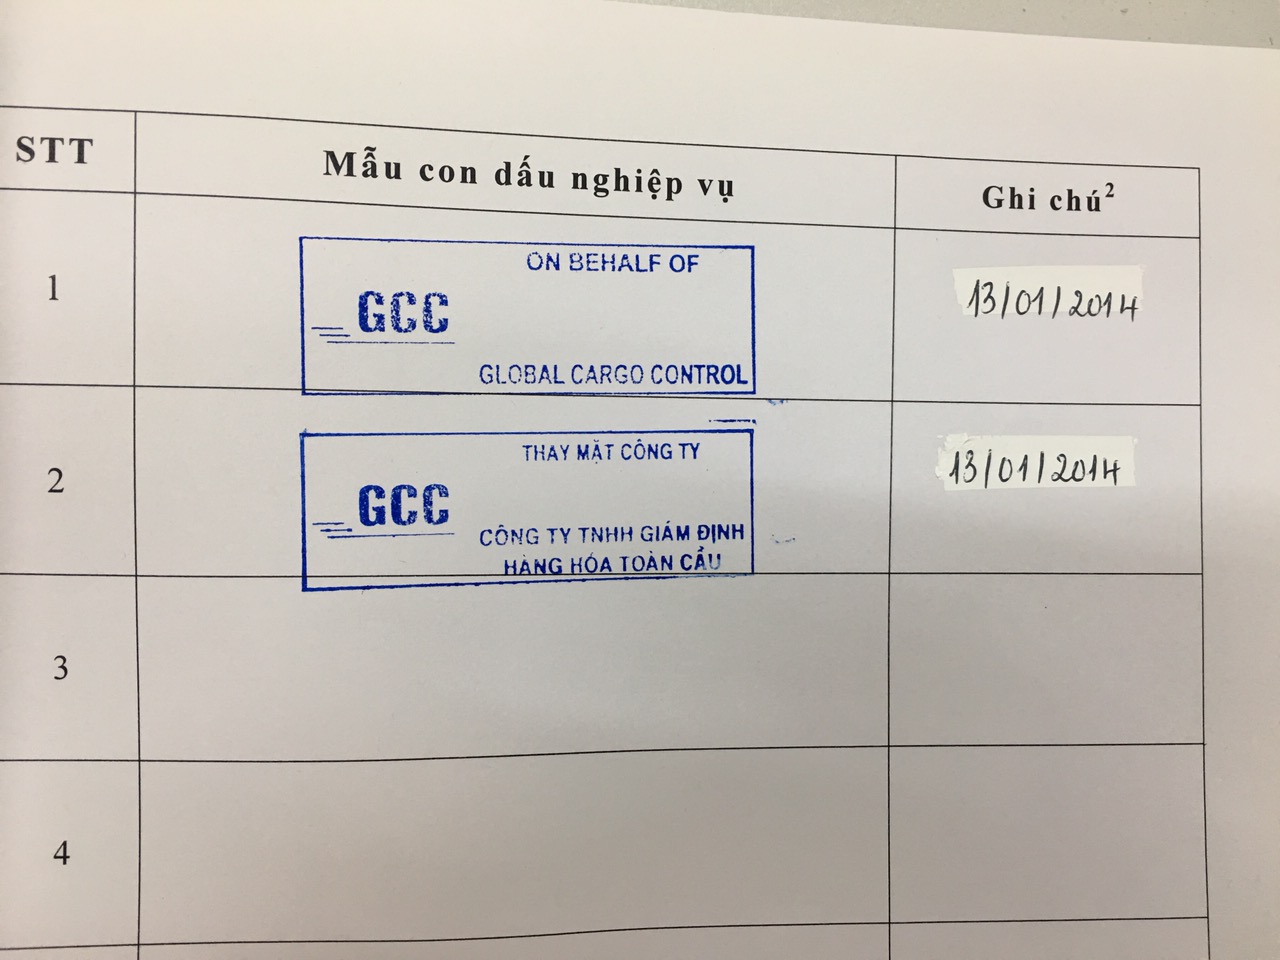 STT
Mẫu con dấu nghiệp vụ
Ghi chú²
1
ON BEHALF OF
GCC
GLOBAL CARGO CONTROL
13/01/2014
2
THAY MẶT CÔNG TY
GCC
CÔNG TY TNHH GIÁM ĐỊNH
HÀNG HÓA TOÀN CẦU
13/01/2014
3
4